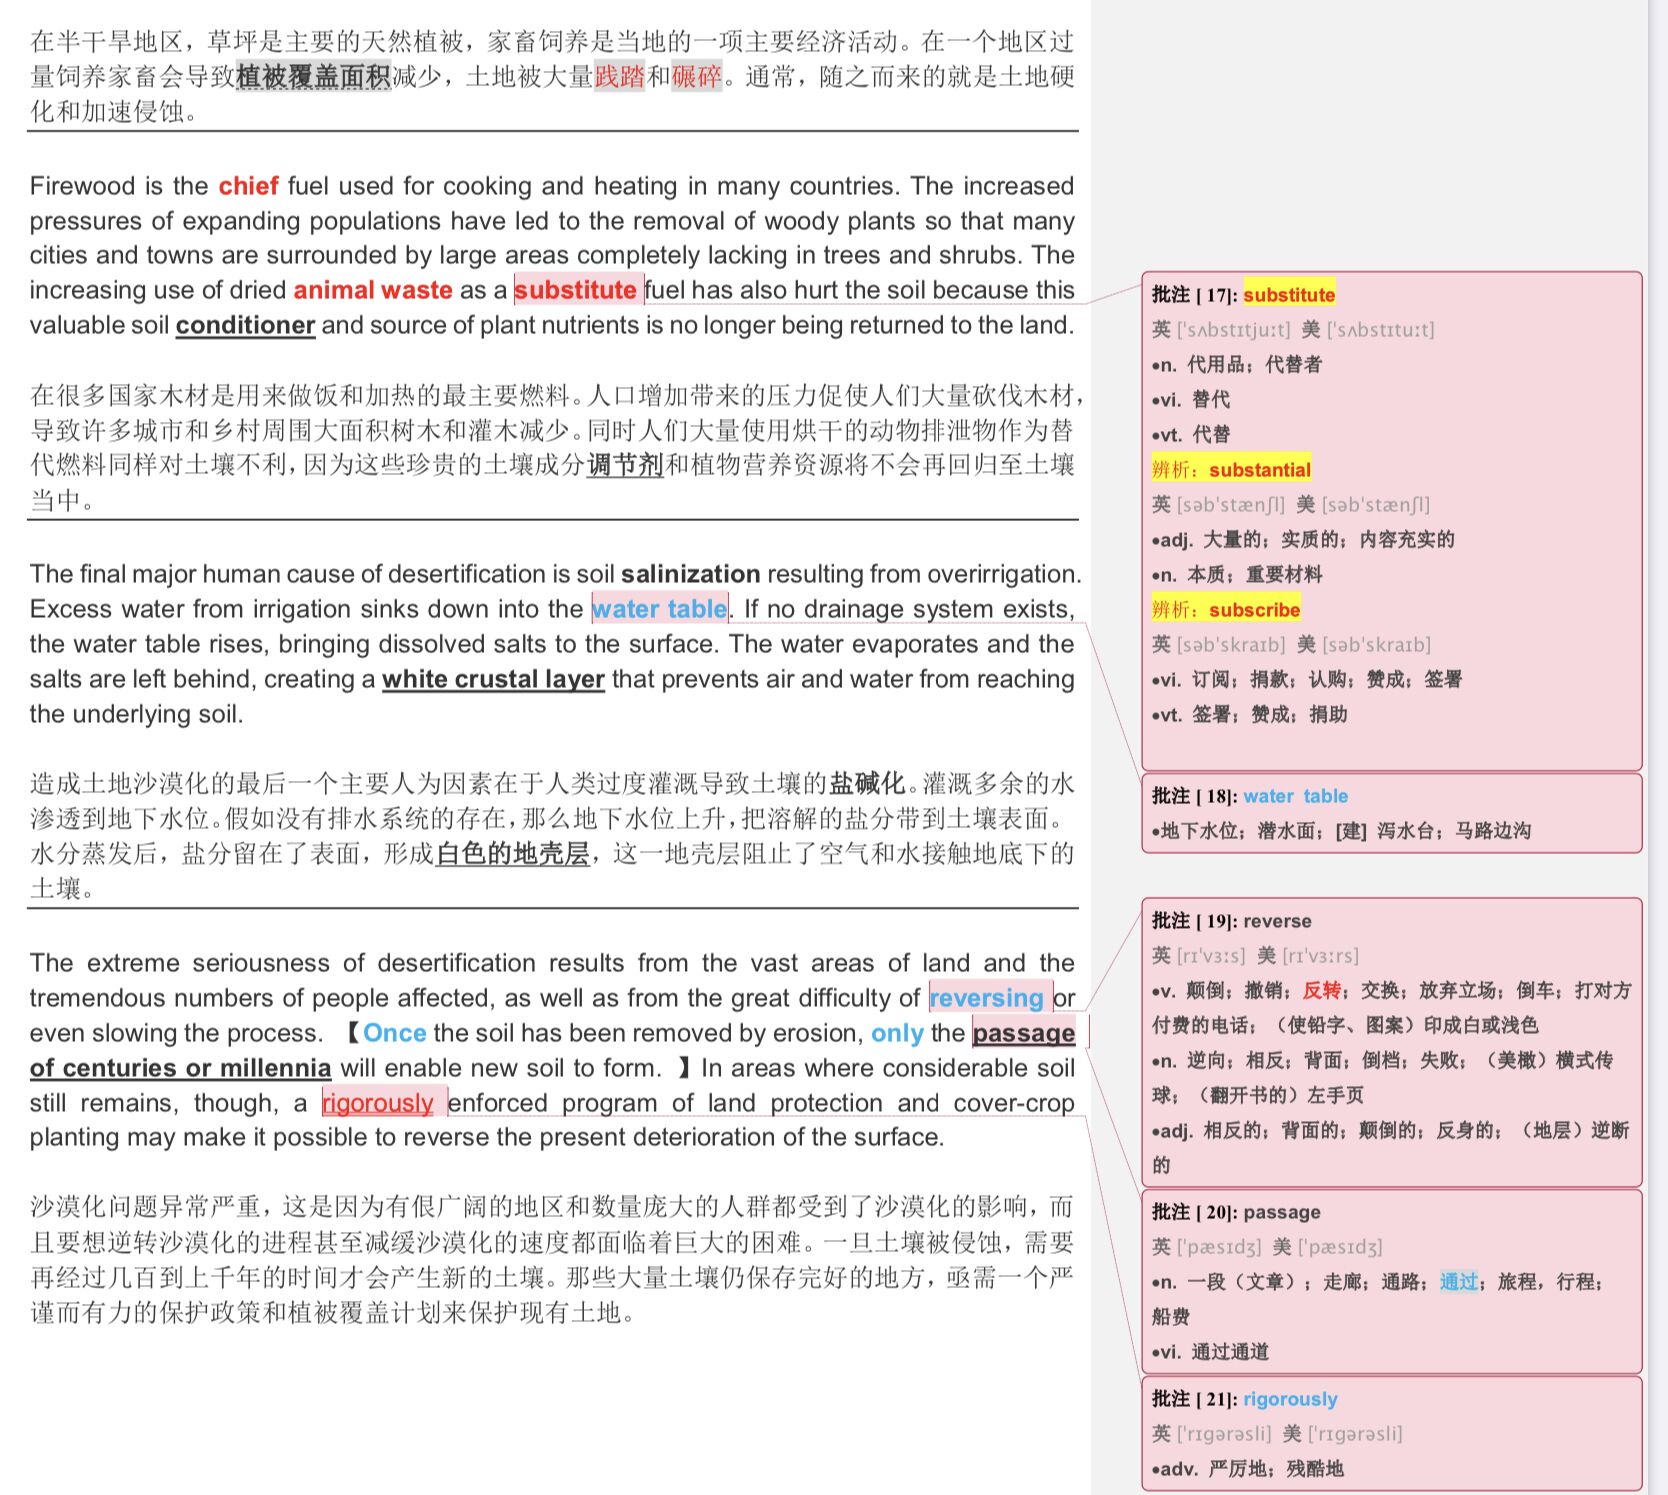 在半干旱地区，草坪是主要的天然植被，家畜饲养是当地的一项主要经济活动。在一个地区过
量饲养家畜会导致植被覆盖面积减少，土地被大量践踏和碾碎。通常，随之而来的就是土地硬
化和加速侵蚀。
Firewood is the chief fuel used for cooking and heating in many countries. The increased
pressures of expanding populations have led to the removal of woody plants so that many
cities and towns are surrounded by large areas completely lacking in trees and shrubs. The
increasing use of dried animal waste as a substitute fuel has also hurt the soil because this
valuable soil conditioner and source of plant nutrients is no longer being returned to the land.
在很多国家木材是用来做饭和加热的最主要燃料。人口增加带来的压力促使人们大量砍伐木材，
导致许多城市和乡村周围大面积树木和灌木减少。同时人们大量使用烘干的动物排泄物作为替
代燃料同样对土壤不利，因为这些珍贵的土壤成分调节剂和植物营养资源将不会再回归至土壤
当中。
The final major human cause of desertification is soil salinization resulting from overirrigation.
Excess water from irrigation sinks down into the water table. If no drainage system exists,
the water table rises, bringing dissolved salts to the surface. The water evaporates and the
salts are left behind, creating a white crustal layer that prevents air and water from reaching
the underlying soil.
造成土地沙漠化的最后一个主要人为因素在于人类过度灌溉导致土壤的盐碱化。灌溉多余的水
渗透到地下水位。假如没有排水系统的存在，那么地下水位上升，把溶解的盐分带到土壤表面。
水分蒸发后，盐分留在了表面，形成白色的地壳层，这一地壳层阻止了空气和水接触地底下的
土壤。
The extreme seriousness of desertification results from the vast areas of land and the
tremendous numbers of people affected, as well as from the great difficulty of reversing or
even slowing the process. 【Once the soil has been removed by erosion, only the passage
of centuries or millennia will enable new soil to form. 】In areas where considerable soil
still remains, though, a rigorously enforced program of land protection and cover-crop
planting may make it possible to reverse the present deterioration of the surface.
沙漠化问题异常严重，这是因为有很广阔的地区和数量庞大的人群都受到了沙漠化的影响，而
且要想逆转沙漠化的进程甚至减缓沙漠化的速度都面临着巨大的困难。一旦土壤被侵蚀，需要
再经过几百到上千年的时间才会产生新的土壤。那些大量土壤仍保存完好的地方，亟需一个严
谨而有力的保护政策和植被覆盖计划来保护现有土地。
批注 [ 17]: substitute
英 ['sʌbstɪtjuːt] 美 ['sʌbstɪtuːt]
•n. 代用品；代替者
•vi. 替代
•vt. 代替
辨析：substantial
英 [səb'stænʃl] 美 [səb'stænʃl]
•adj. 大量的；实质的；内容充实的
•n. 本质；重要材料
辨析：subscribe
英 [səb'skraɪb] 美 [səb'skraɪb]
•vi. 订阅；捐款；认购；赞成；签署
•vt. 签署；赞成；捐助
批注 [ 18]: water table
•地下水位；潜水面；[建] 泻水台；马路边沟
批注 [ 19]: reverse
英 [rɪ'vɜːs] 美 [rɪ'vɜːrs]
•v. 颠倒；撤销；反转；交换；放弃立场；倒车；打对方
付费的电话；（使铅字、图案）印成白或浅色
•n. 逆向；相反；背面；倒档；失败；（美橄）横式传
球；（翻开书的）左手页
•adj. 相反的；背面的；颠倒的；反身的；（地层）逆断
的
批注 [ 20]: passage
英 ['pæsɪdʒ] 美 ['pæsɪdʒ]
•n. 一段（文章）；走廊；通路；通过；旅程，行程；
船费
•vi. 通过通道
批注 [ 21]: rigorously
英 ['rɪɡərəsli] 美 ['rɪɡərəsli]
•adv. 严厉地；残酷地